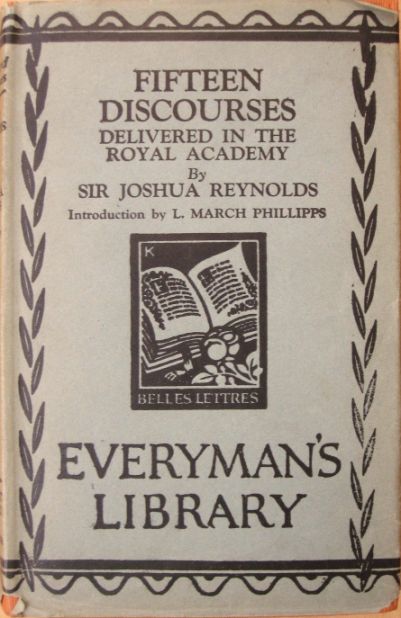 FIFTEEN
DISCOURSES
DELIVERED IN THE
ROYAL ACADEMY
By
SIR JOSHUA REYNOLDS
Introduction by L. MARCH PHILLIPPS
K
BELLES LETTRES
EVERYMAN'S
LIBRARY